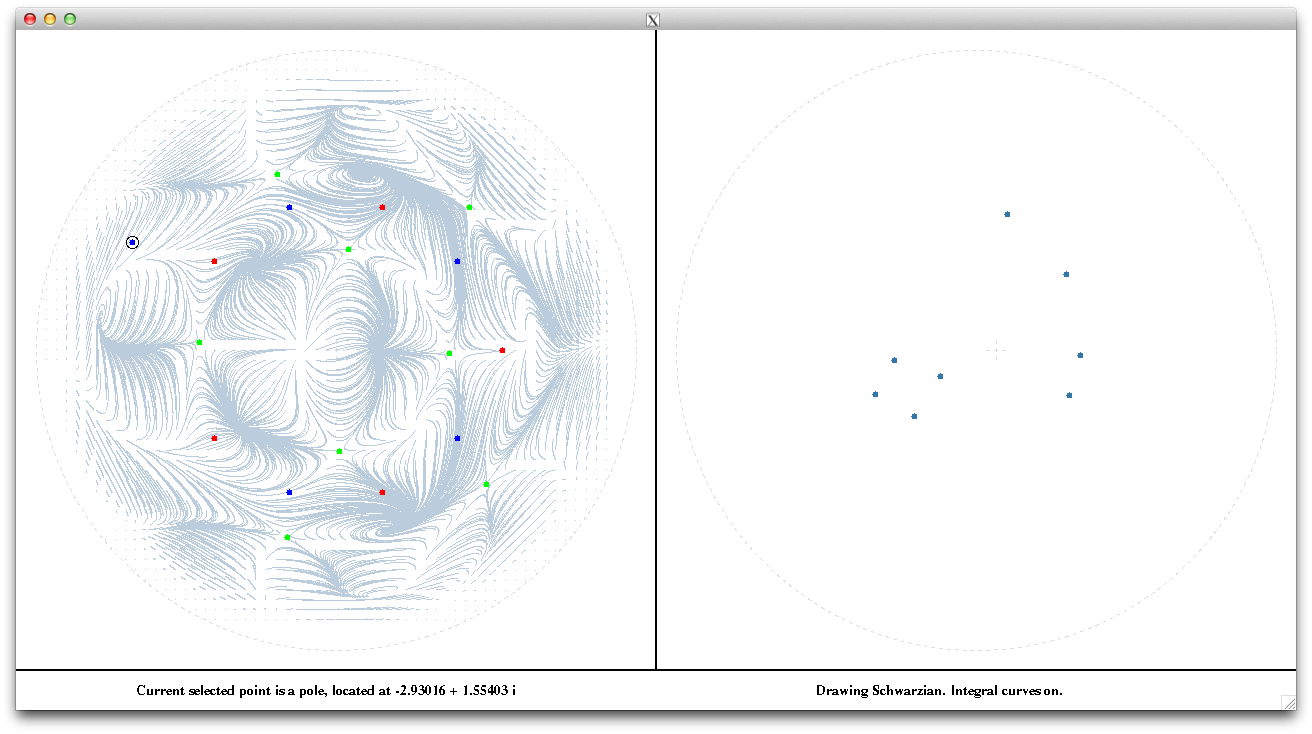 Current selected point is a pole, located at -2.93016 + 1.55403 i
Drawing Schwarzian. Integral curves on.